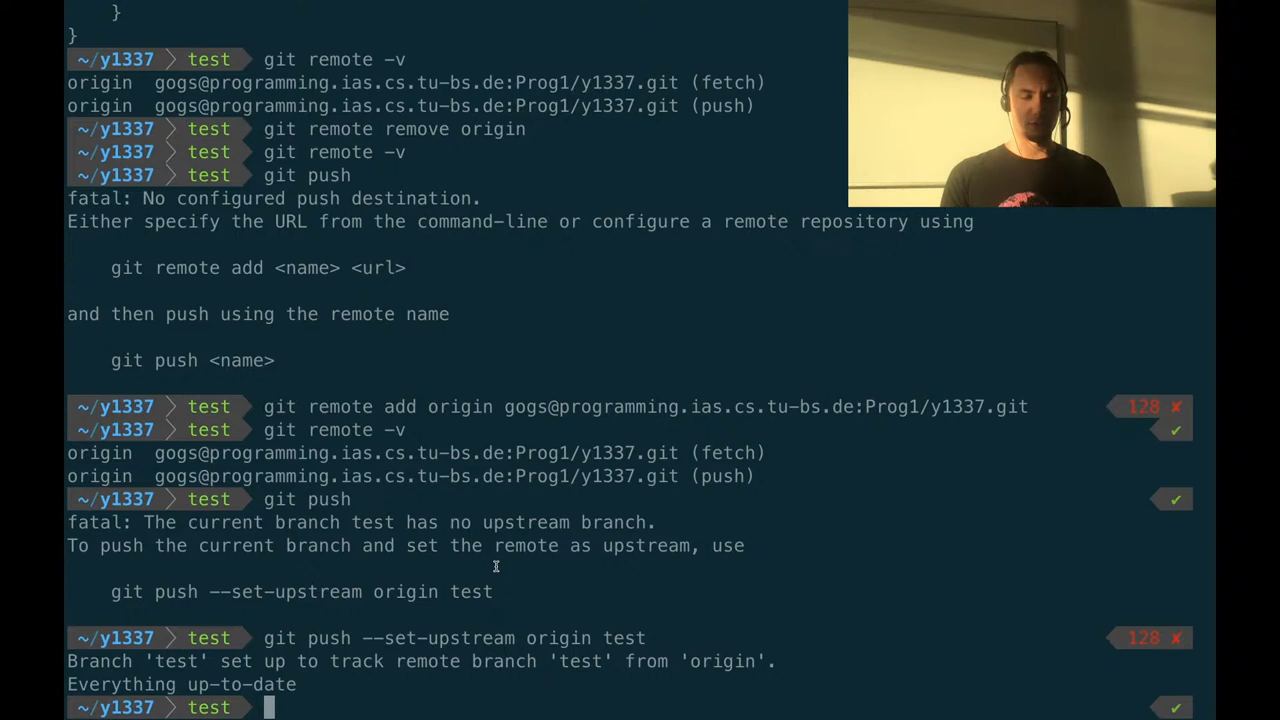 }
}
~/y1337 test git remote -v
origin gogs@programming.ias.cs.tu-bs.de:Prog1/y1337.git (fetch)
origin gogs@programming.ias.cs.tu-bs.de:Prog1/y1337.git (push)
~/y1337 test git remote remove origin
~/y1337 test git remote -v
~/y1337 test git push
fatal: No configured push destination.
Either specify the URL from the command-line or configure a remote repository using
git remote add <name> <url>
and then push using the remote name
git push <name>
~/y1337 test git remote add origin gogs@programming.ias.cs.tu-bs.de:Prog1/y1337.git 128 ✘
~/y1337 test git remote -v ✔
origin gogs@programming.ias.cs.tu-bs.de:Prog1/y1337.git (fetch)
origin gogs@programming.ias.cs.tu-bs.de:Prog1/y1337.git (push)
~/y1337 test git push ✔
fatal: The current branch test has no upstream branch.
To push the current branch and set the remote as upstream, use
git push --set-upstream origin test
~/y1337 test git push --set-upstream origin test 128 ✘
Branch 'test' set up to track remote branch 'test' from 'origin'.
Everything up-to-date
~/y1337 test ✔